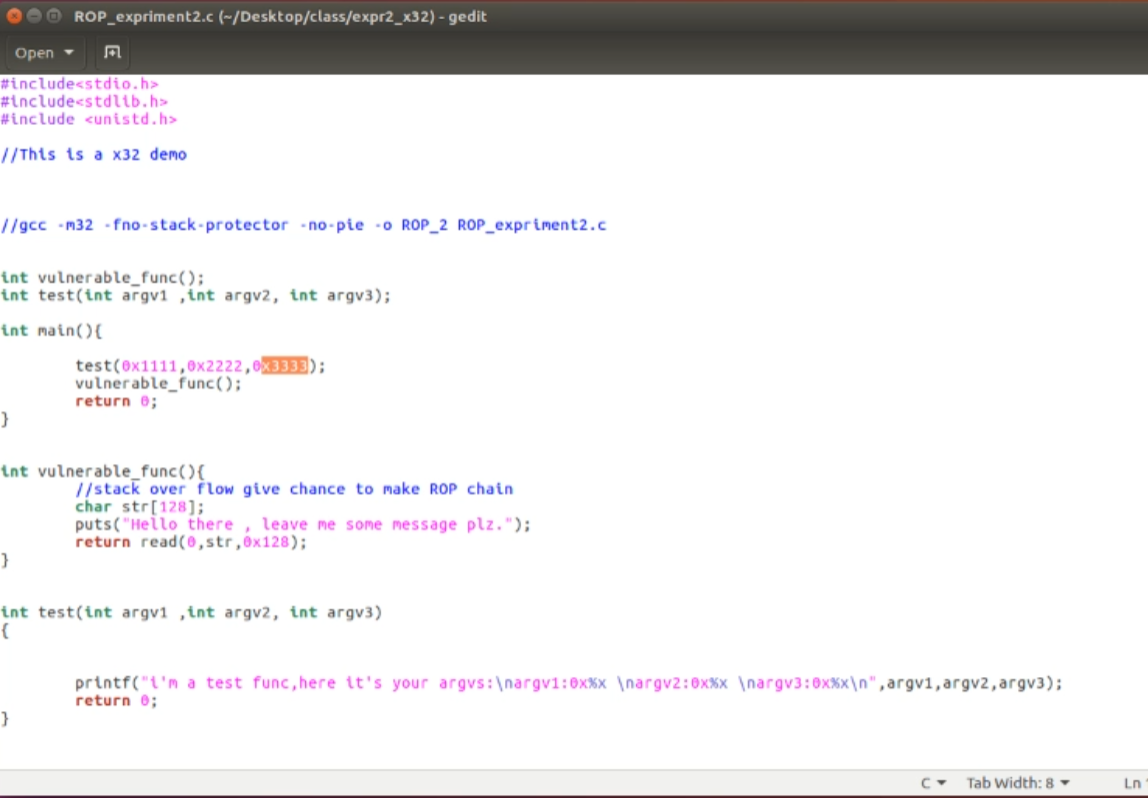 ROP_expriment2.c (~/Desktop/class/expr2_x32) - gedit
Open
#include<stdio.h>
#include<stdlib.h>
#include <unistd.h>
//This is a x32 demo
//gcc -m32 -fno-stack-protector -no-pie -o ROP_2 ROP_expriment2.c
int vulnerable_func();
int test(int argv1 ,int argv2, int argv3);
int main(){
        test(0x1111,0x2222,0x3333);
        vulnerable_func();
        return 0;
}
int vulnerable_func(){
        //stack over flow give chance to make ROP chain
        char str[128];
        puts("Hello there , leave me some message plz.");
        return read(0,str,0x128);
}
int test(int argv1 ,int argv2, int argv3)
{
        printf("i'm a test func,here it's your argvs:\nargv1:0x%x \nargv2:0x%x \nargv3:0x%x\n",argv1,argv2,argv3);
        return 0;
}
C Tab Width: 8 Ln